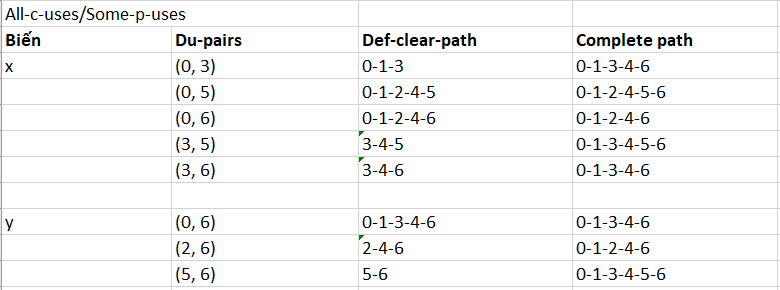 All-c-uses/Some-p-uses
Biến Du-pairs Def-clear-path Complete path
x (0, 3) 0-1-3 0-1-3-4-6
(0, 5) 0-1-2-4-5 0-1-2-4-5-6
(0, 6) 0-1-2-4-6 0-1-2-4-6
(3, 5) 3-4-5 0-1-3-4-5-6
(3, 6) 3-4-6 0-1-3-4-6
y (0, 6) 0-1-3-4-6 0-1-3-4-6
(2, 6) 2-4-6 0-1-2-4-6
(5, 6) 5-6 0-1-3-4-5-6